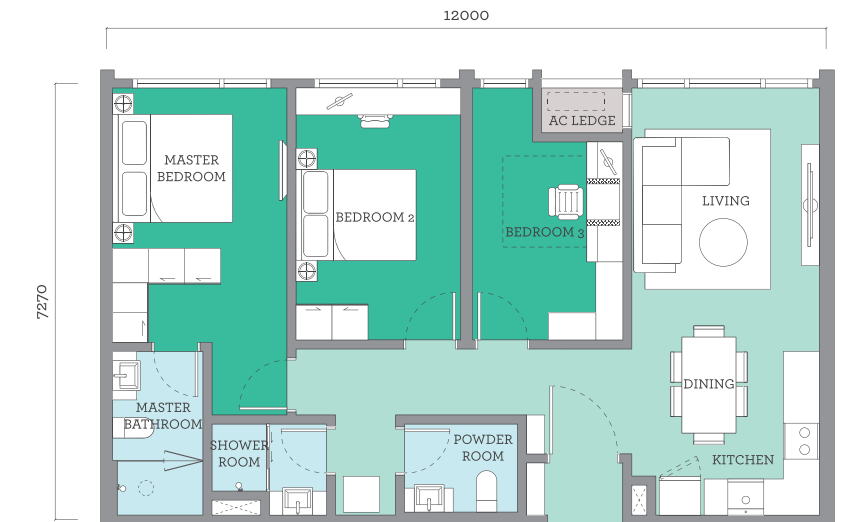 12000
7270
AC LEDGE
MASTER
BEDROOM
BEDROOM 2
BEDROOM 3
LIVING
DINING
MASTER
BATHROOM
SHOWER
ROOM
POWDER
ROOM
KITCHEN